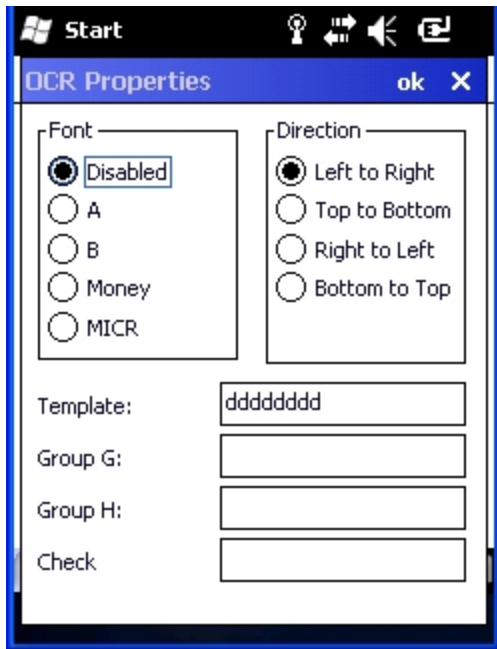 Start
OCR Properties ok
Font
Disabled
A
B
Money
MICR
Direction
Left to Right
Top to Bottom
Right to Left
Bottom to Top
Template: dddddddd
Group G:
Group H:
Check